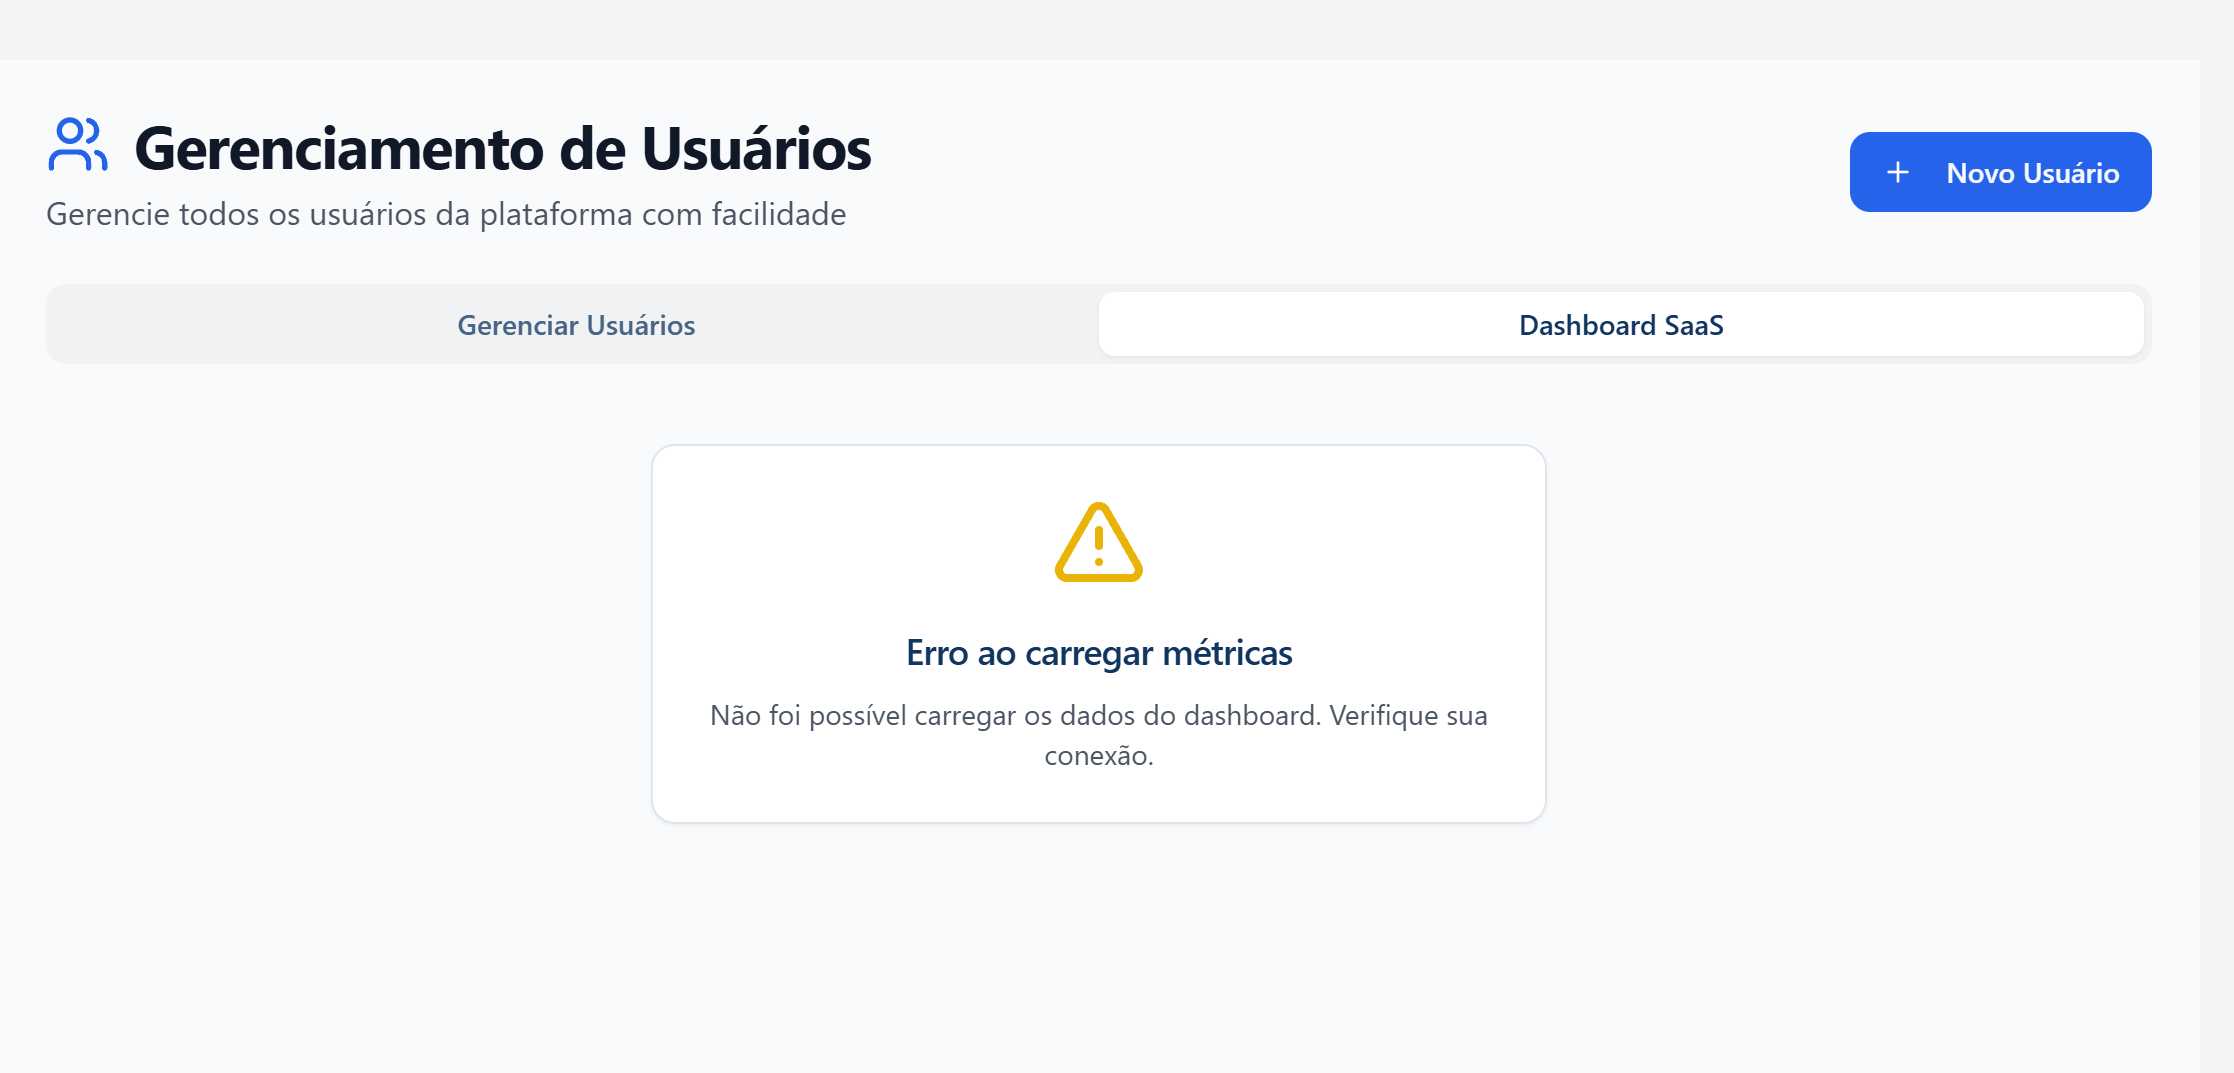 Gerenciamento de Usuários
Gerencie todos os usuários da plataforma com facilidade
Novo Usuário
Gerenciar Usuários
Dashboard SaaS
Erro ao carregar métricas
Não foi possível carregar os dados do dashboard. Verifique sua
conexão.